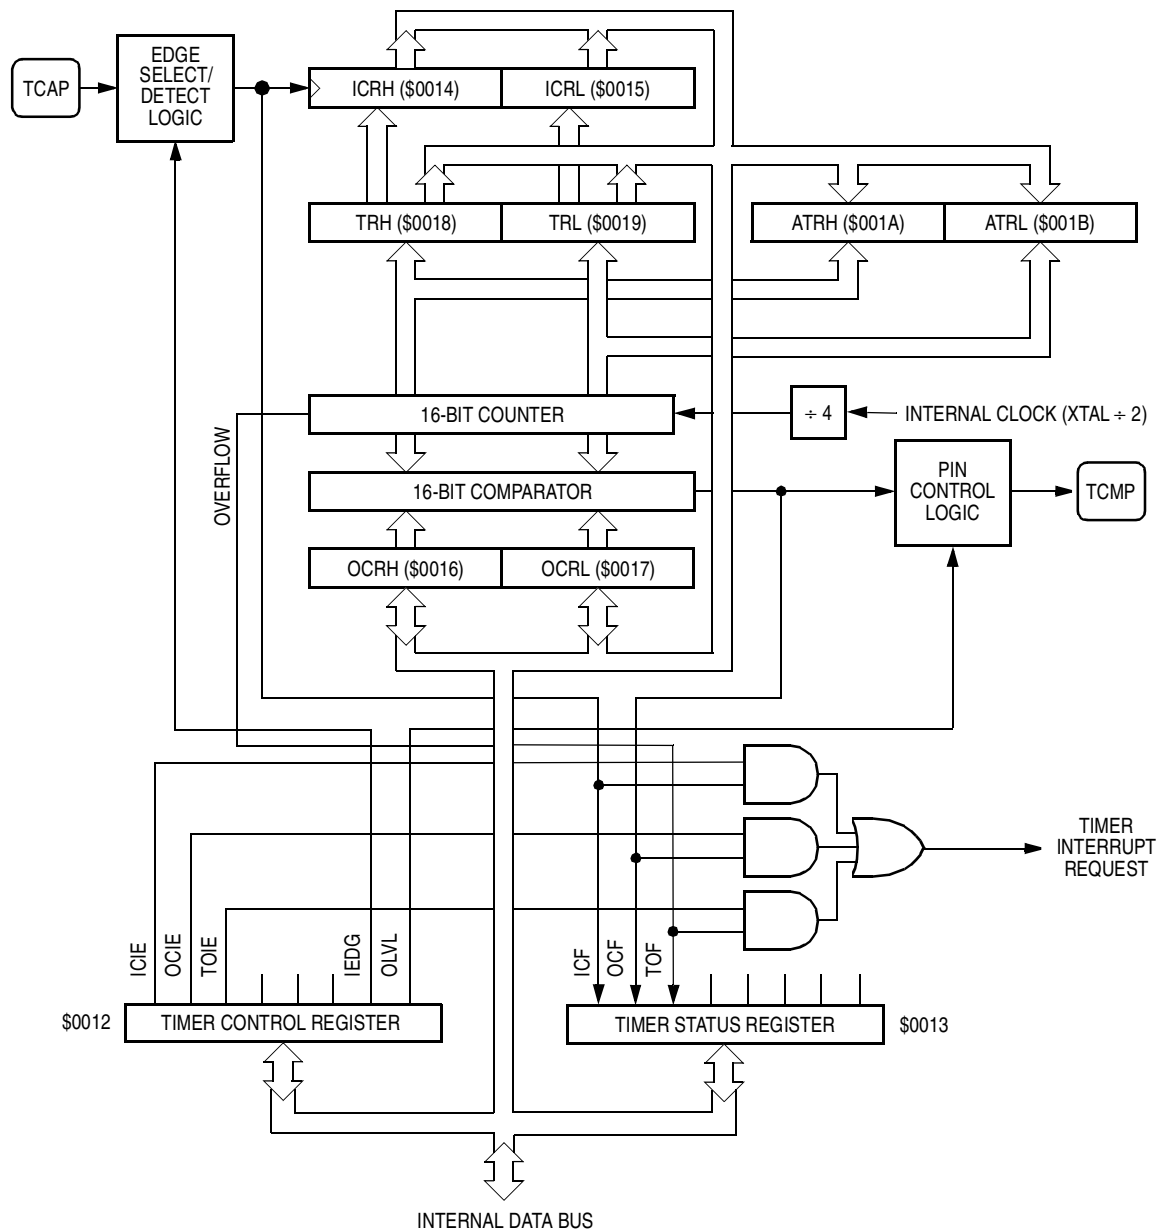 TCAP
EDGE
SELECT/
DETECT
LOGIC
ICRH ($0014)
ICRL ($0015)
TRH ($0018)
TRL ($0019)
ATRH ($001A)
ATRL ($001B)
16-BIT COUNTER
÷ 4
INTERNAL CLOCK (XTAL ÷ 2)
OVERFLOW
16-BIT COMPARATOR
PIN
CONTROL
LOGIC
TCMP
OCRH ($0016)
OCRL ($0017)
TIMER
INTERRUPT
REQUEST
ICIE
OCIE
TOIE
IEDG
OLVL
ICF
OCF
TOF
$0012
TIMER CONTROL REGISTER
TIMER STATUS REGISTER
$0013
INTERNAL DATA BUS